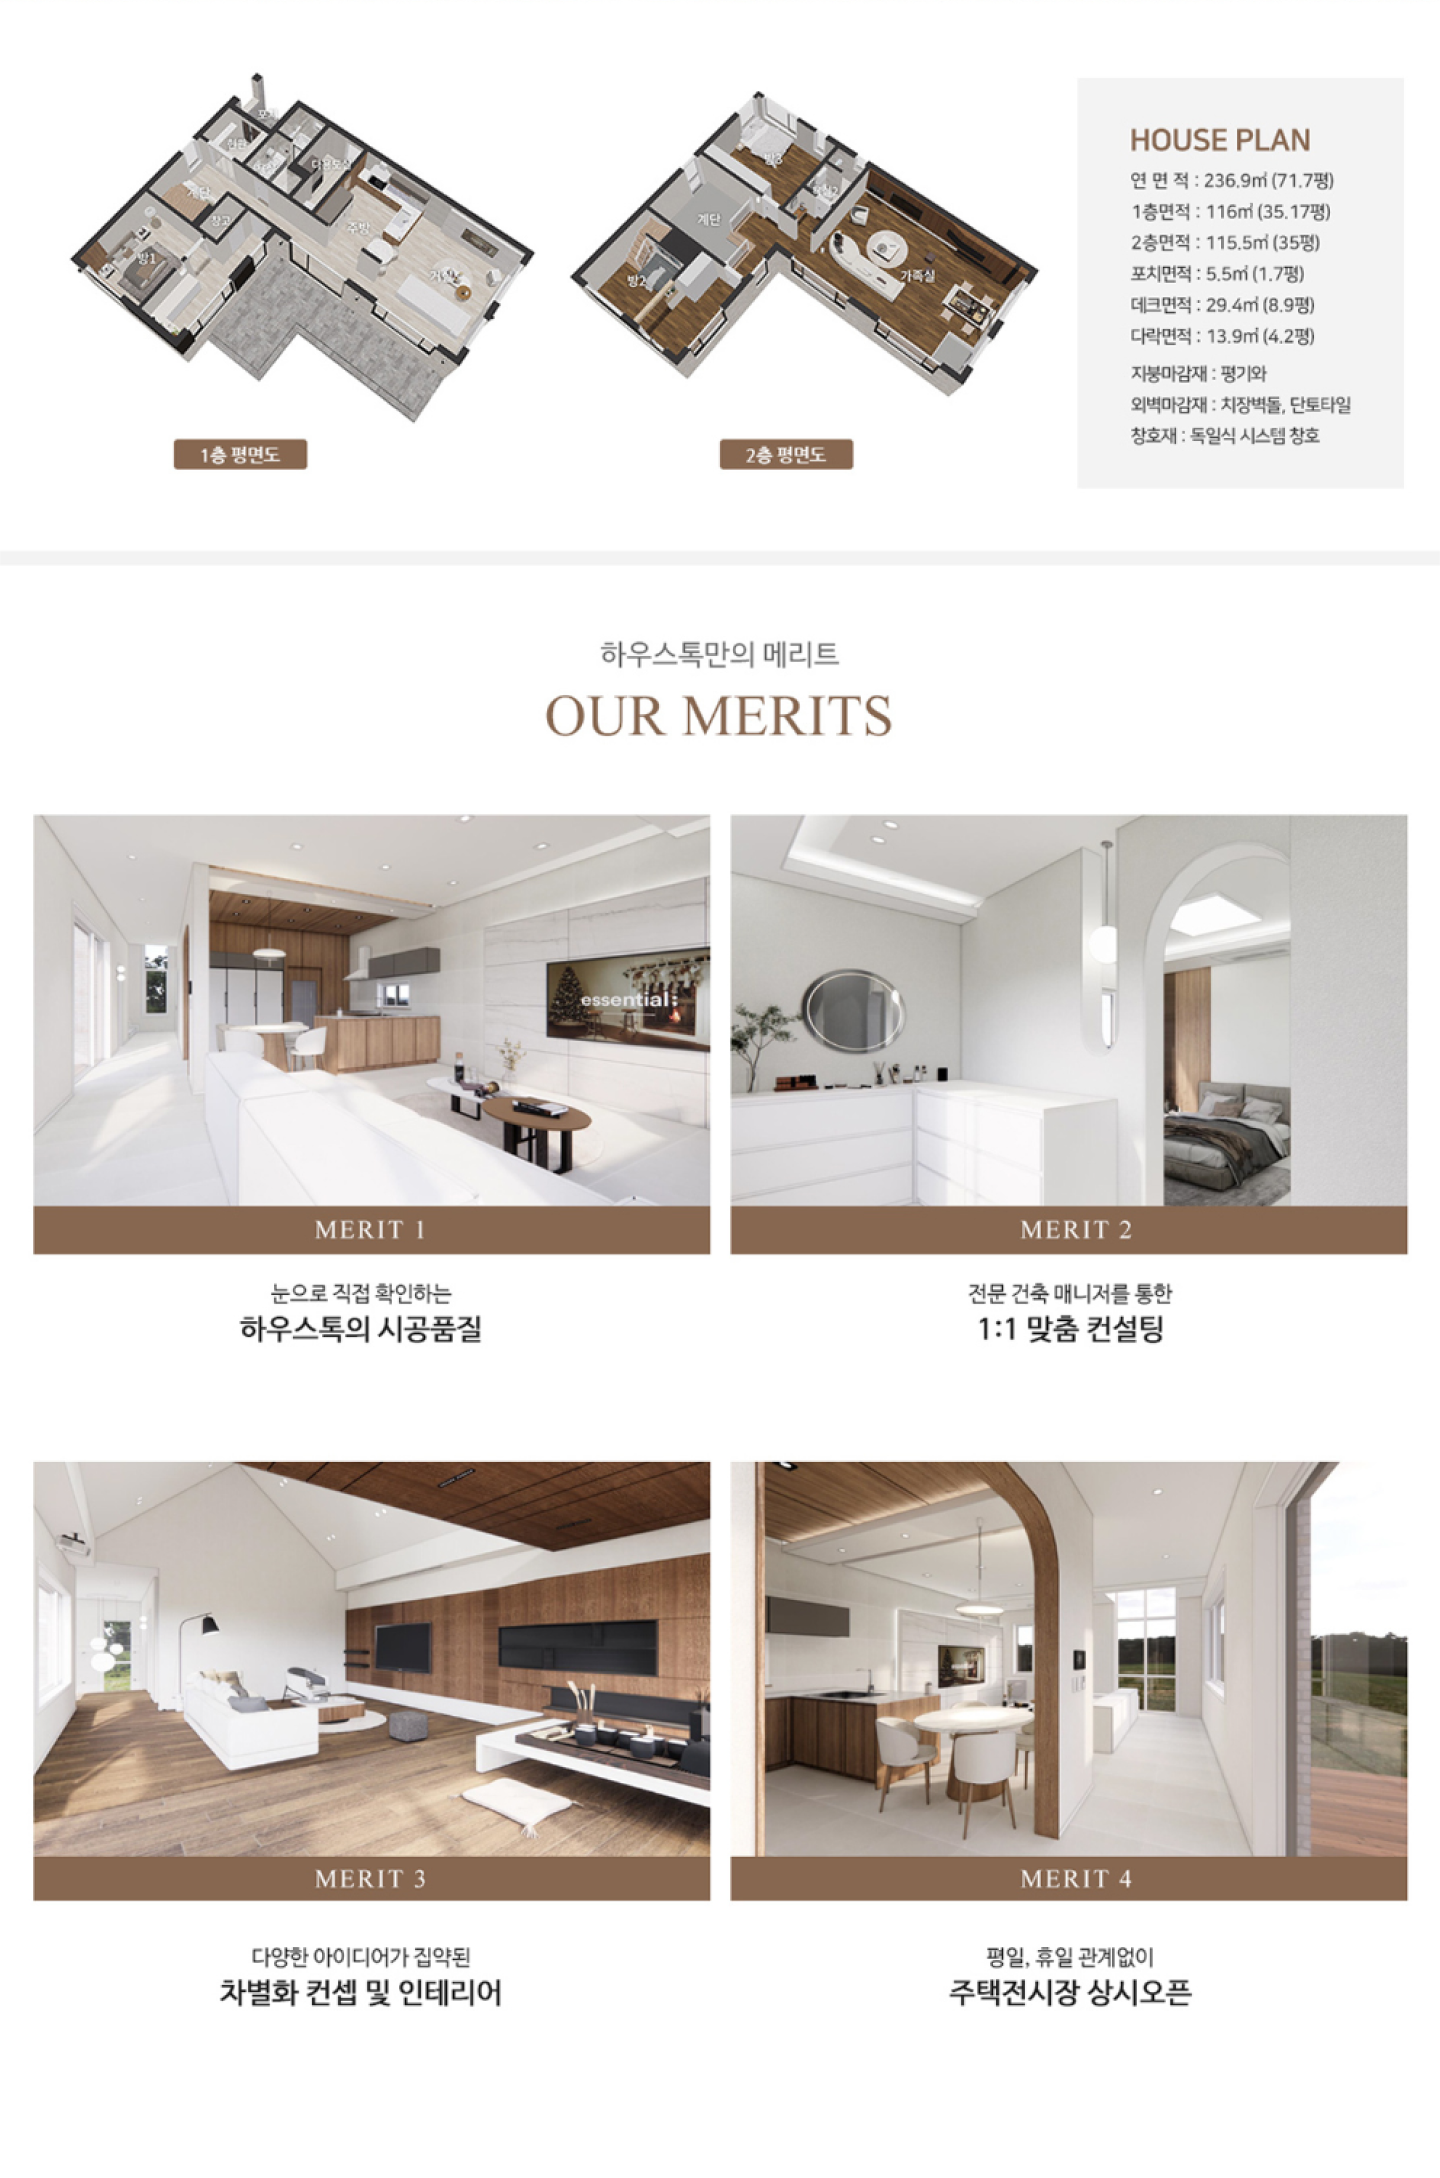 포치
현관
다용도실
계단
창고
주방
방1
거실
1층 평면도
방3
욕실2
계단
방2
가족실
2층 평면도
HOUSE PLAN
연 면 적 : 236.9㎡ (71.7평)
1층면적 : 116㎡ (35.17평)
2층면적 : 115.5㎡ (35평)
포치면적 : 5.5㎡ (1.7평)
데크면적 : 29.4㎡ (8.9평)
다락면적 : 13.9㎡ (4.2평)
지붕마감재 : 평기와
외벽마감재 : 치장벽돌, 단토타일
창호재 : 독일식 시스템 창호
하우스톡만의 메리트
OUR MERITS
essential;
MERIT 1
눈으로 직접 확인하는
하우스톡의 시공품질
MERIT 2
전문 건축 매니저를 통한
1:1 맞춤 컨설팅
MERIT 3
다양한 아이디어가 집약된
차별화 컨셉 및 인테리어
MERIT 4
평일, 휴일 관계없이
주택전시장 상시오픈